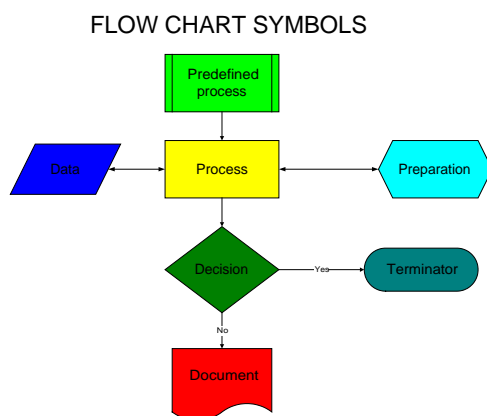 FLOW CHART SYMBOLS
Predefined
process
Data
Process
Preparation
Decision
Yes
Terminator
No
Document